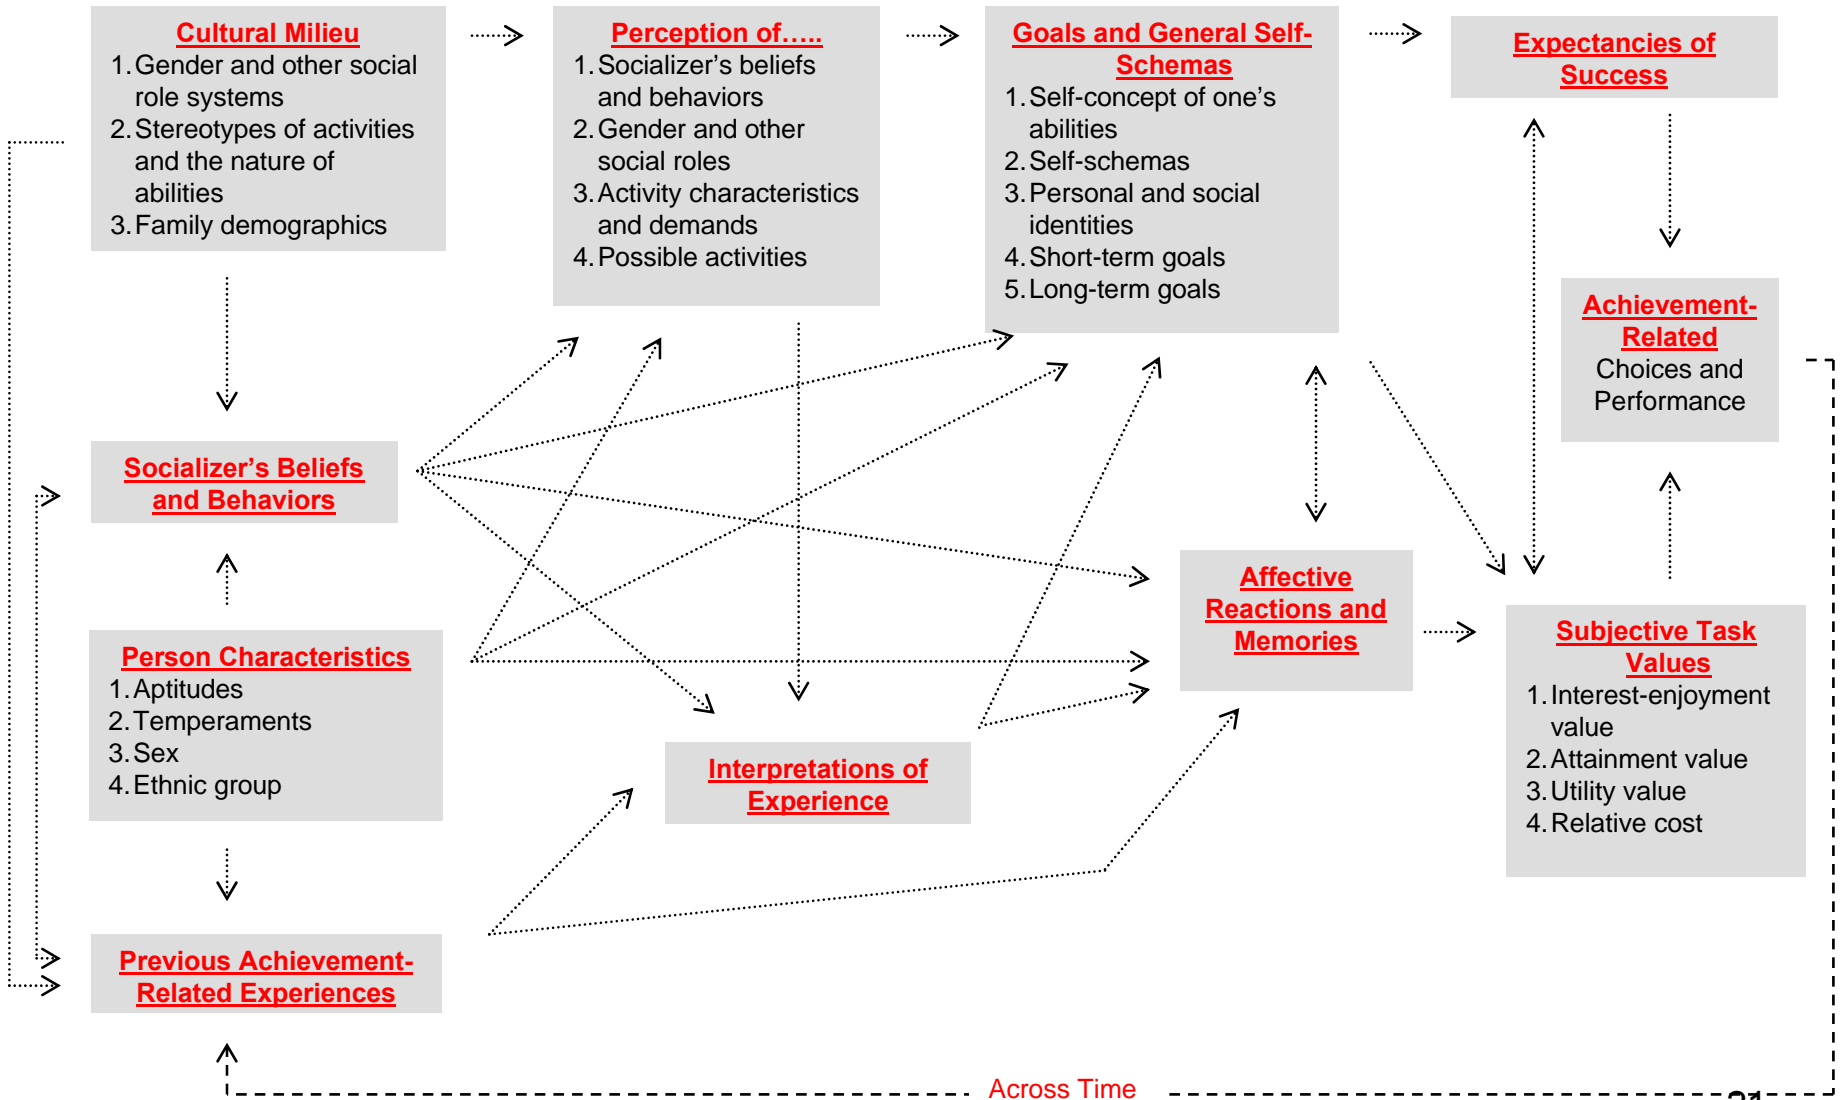 Cultural Milieu
1. Gender and other social
role systems
2. Stereotypes of activities
and the nature of
abilities
3. Family demographics
Perception of…..
1. Socializer’s beliefs
and behaviors
2. Gender and other
social roles
3. Activity characteristics
and demands
4. Possible activities
Goals and General Self-
Schemas
1. Self-concept of one’s
abilities
2. Self-schemas
3. Personal and social
identities
4. Short-term goals
5. Long-term goals
Expectancies of
Success
Achievement-
Related
Choices and
Performance
Socializer’s Beliefs
and Behaviors
Affective
Reactions and
Memories
Subjective Task
Values
1. Interest-enjoyment
value
2. Attainment value
3. Utility value
4. Relative cost
Person Characteristics
1. Aptitudes
2. Temperaments
3. Sex
4. Ethnic group
Interpretations of
Experience
Previous Achievement-
Related Experiences
Across Time